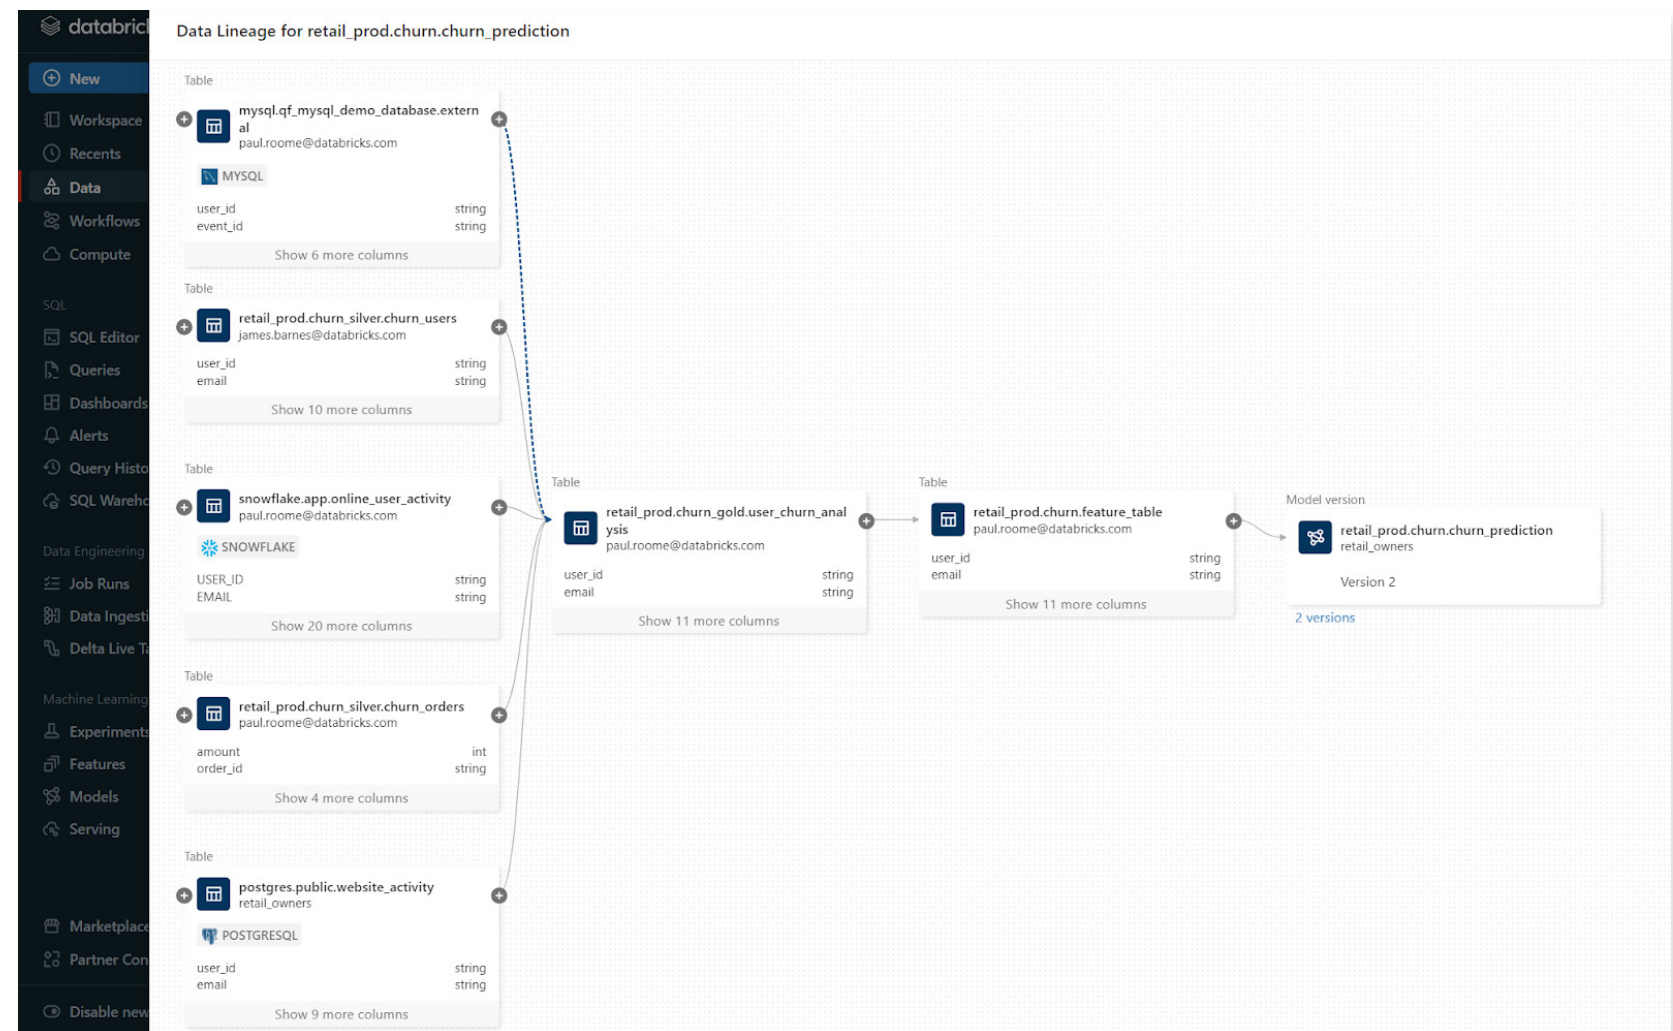 databric
New
Workspace
Recents
Data
Workflows
Compute
SQL
SQL Editor
Queries
Dashboards
Alerts
Query Histo
SQL Wareho
Data Engineering
Job Runs
Data Ingesti
Delta Live Ta
Machine Learning
Experiments
Features
Models
Serving
Marketplace
Partner Con
Disable new
Data Lineage for retail_prod.churn.churn_prediction
Table
mysql.qf_mysql_demo_database.extern
al
paul.roome@databricks.com
MYSQL
user_id string
event_id string
Show 6 more columns
Table
retail_prod.churn_silver.churn_users
james.barnes@databricks.com
user_id string
email string
Show 10 more columns
Table
snowflake.app.online_user_activity
paul.roome@databricks.com
SNOWFLAKE
USER_ID string
EMAIL string
Show 20 more columns
Table
retail_prod.churn_silver.churn_orders
paul.roome@databricks.com
amount int
order_id string
Show 4 more columns
Table
postgres.public.website_activity
retail_owners
POSTGRESQL
user_id string
email string
Show 9 more columns
Table
retail_prod.churn_gold.user_churn_anal
ysis
paul.roome@databricks.com
user_id string
email string
Show 11 more columns
Table
retail_prod.churn.feature_table
paul.roome@databricks.com
user_id string
email string
Show 11 more columns
Model version
retail_prod.churn.churn_prediction
retail_owners
Version 2
2 versions